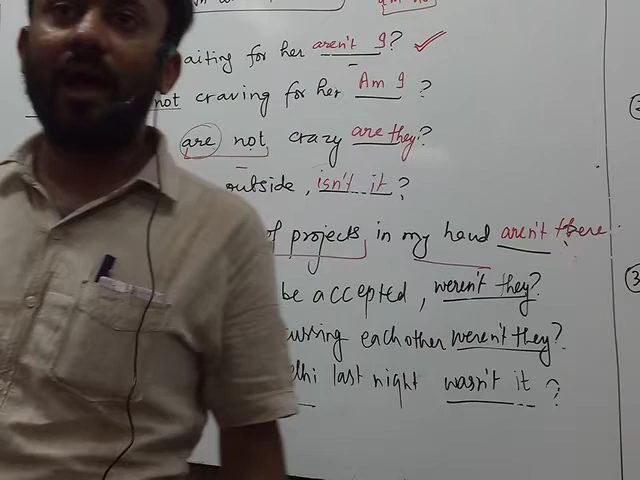 aiting for her aren't I?
not craving for her Am I ?
are not crazy are they?
outside, isn't it ?
of projects, in my hand aren't there
be accepted, weren't they?
cussing each other weren't they?
lhi last night wasn't it ?